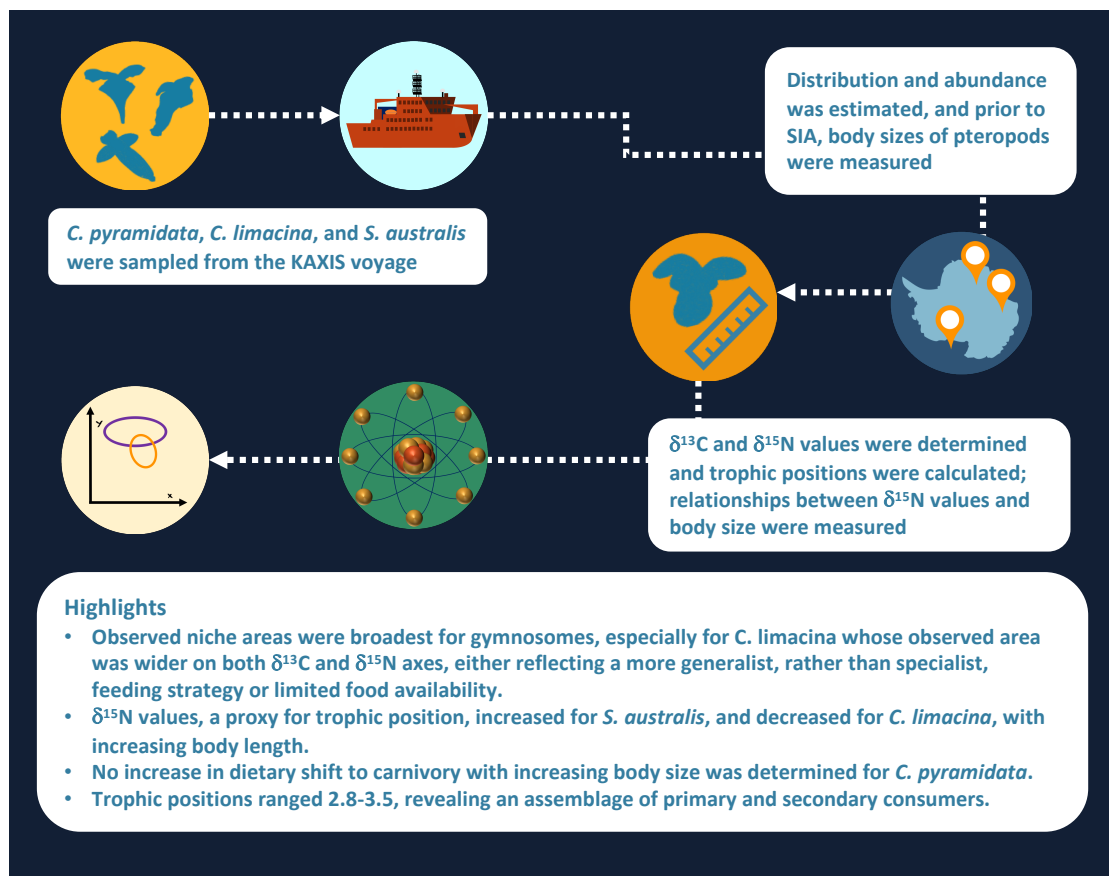 Distribution and abundance
was estimated, and prior to
SIA, body sizes of pteropods
were measured
C. pyramidata, C. limacina, and S. australis
were sampled from the KAXIS voyage
y
x
δ¹³C and δ¹⁵N values were determined
and trophic positions were calculated;
relationships between δ¹⁵N values and
body size were measured
Highlights
• Observed niche areas were broadest for gymnosomes, especially for C. limacina whose observed area
was wider on both δ¹³C and δ¹⁵N axes, either reflecting a more generalist, rather than specialist,
feeding strategy or limited food availability.
• δ¹⁵N values, a proxy for trophic position, increased for S. australis, and decreased for C. limacina, with
increasing body length.
• No increase in dietary shift to carnivory with increasing body size was determined for C. pyramidata.
• Trophic positions ranged 2.8-3.5, revealing an assemblage of primary and secondary consumers.